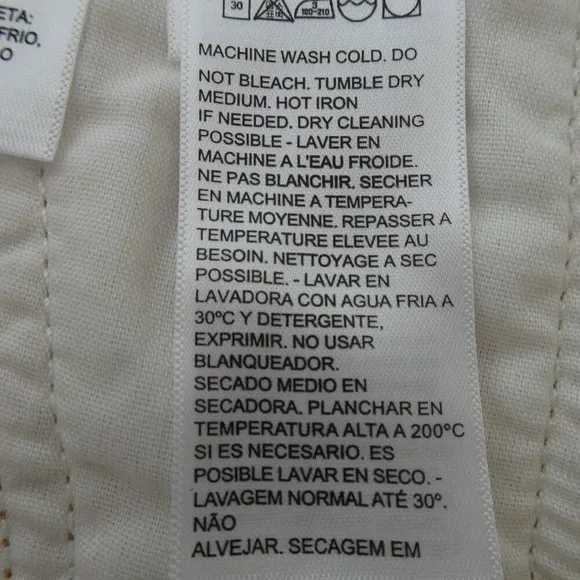 ETA:
FRIO,
O
30
3
180-210
MACHINE WASH COLD. DO
NOT BLEACH. TUMBLE DRY
MEDIUM. HOT IRON
IF NEEDED. DRY CLEANING
POSSIBLE - LAVER EN
MACHINE A L'EAU FROIDE.
NE PAS BLANCHIR. SECHER
EN MACHINE A TEMPERA-
TURE MOYENNE. REPASSER A
TEMPERATURE ELEVEE AU
BESOIN. NETTOYAGE A SEC
POSSIBLE. - LAVAR EN
LAVADORA CON AGUA FRIA A
30°C Y DETERGENTE,
EXPRIMIR. NO USAR
BLANQUEADOR.
SECADO MEDIO EN
SECADORA. PLANCHAR EN
TEMPERATURA ALTA A 200°C
SI ES NECESARIO. ES
POSIBLE LAVAR EN SECO. -
LAVAGEM NORMAL ATÉ 30°.
NÃO
ALVEJAR. SECAGEM EM